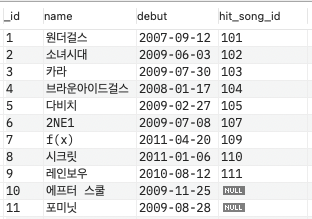 _id name debut hit_song_id
1 원더걸스 2007-09-12 101
2 소녀시대 2009-06-03 102
3 카라 2009-07-30 103
4 브라운아이드걸스 2008-01-17 104
5 다비치 2009-02-27 105
6 2NE1 2009-07-08 107
7 f(x) 2011-04-20 109
8 시크릿 2011-01-06 110
9 레인보우 2010-08-12 111
10 에프터 스쿨 2009-11-25 NULL
11 포미닛 2009-08-28 NULL